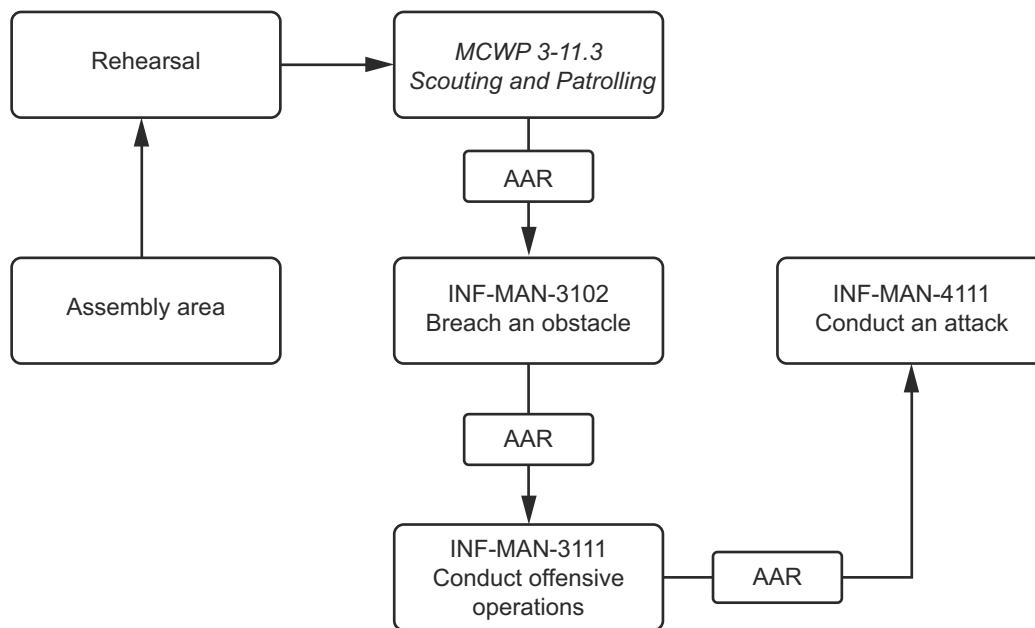 Rehearsal
MCWP 3-11.3
Scouting and Patrolling
AAR
Assembly area
INF-MAN-3102
Breach an obstacle
INF-MAN-4111
Conduct an attack
AAR
INF-MAN-3111
Conduct offensive
operations
AAR